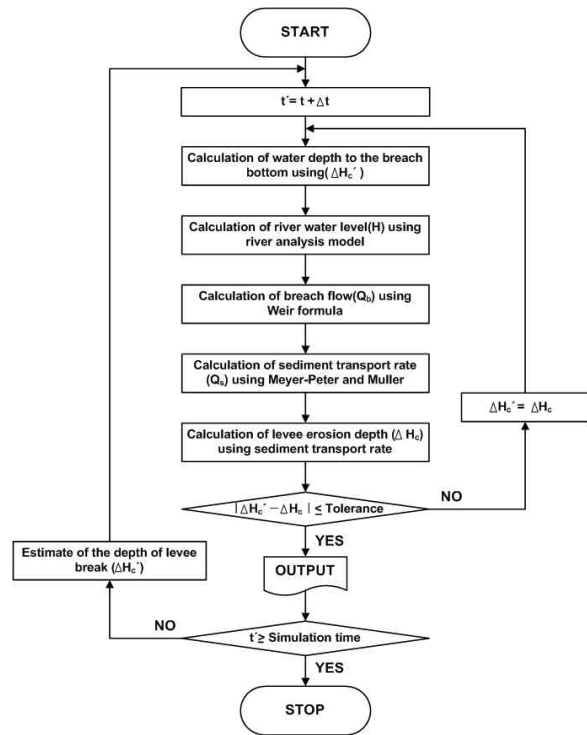 START
t´= t + Δt
Calculation of water depth to the breach
bottom using( ΔHc´ )
Calculation of river water level(H) using
river analysis model
Calculation of breach flow(Qb) using
Weir formula
Calculation of sediment transport rate
(Qs) using Meyer-Peter and Muller
ΔHc´ = ΔHc
Calculation of levee erosion depth (Δ Hc)
using sediment transport rate
NO
| ΔHc´ − ΔHc | ≤ Tolerance
YES
Estimate of the depth of levee
break (ΔHc´)
OUTPUT
NO
t´≥ Simulation time
YES
STOP